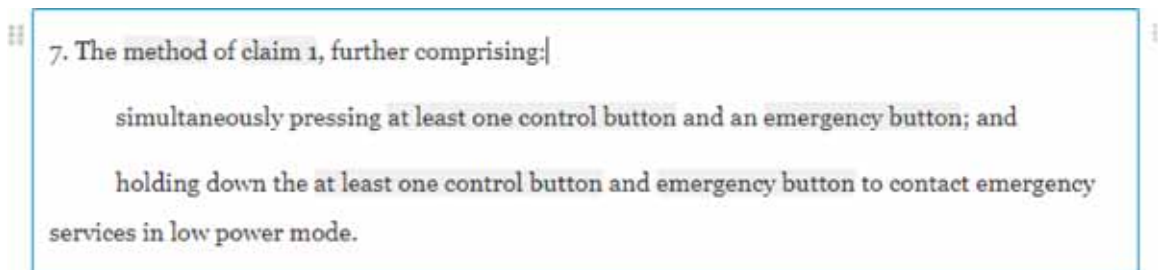 7. The method of claim 1, further comprising:
simultaneously pressing at least one control button and an emergency button; and
holding down the at least one control button and emergency button to contact emergency
services in low power mode.